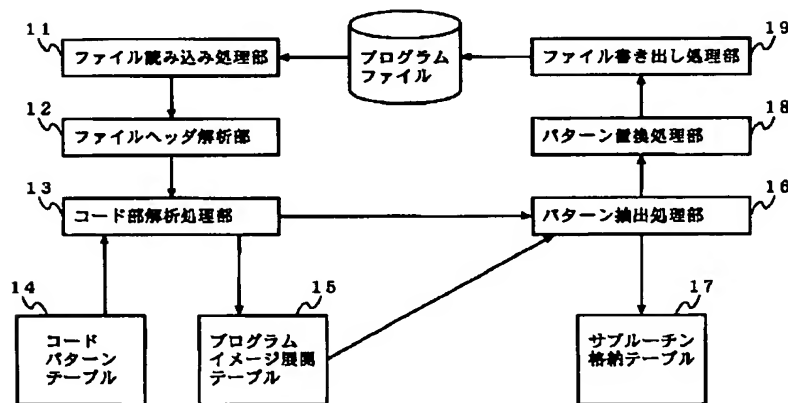 11
ファイル読み込み処理部
プログラム
ファイル
19
ファイル書き出し処理部
12
ファイルヘッダ解析部
18
パターン置換処理部
13
コード部解析処理部
16
パターン抽出処理部
14
コード
パターン
テーブル
15
プログラム
イメージ展開
テーブル
17
サブルーチン
格納テーブル